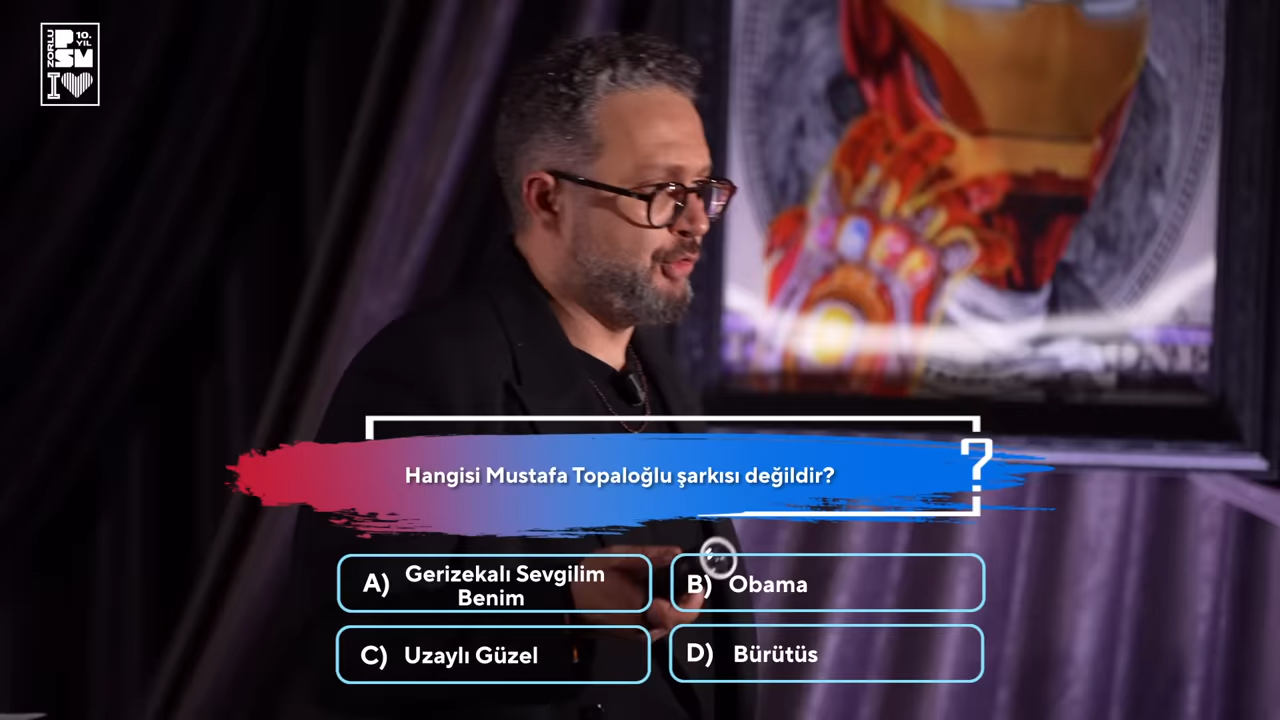 ZORLU
PSM
10.
YIL
I
Hangisi Mustafa Topaloğlu şarkısı değildir?
?
A) Gerizekalı Sevgilim
Benim
B) Obama
C) Uzaylı Güzel
D) Bürütüs